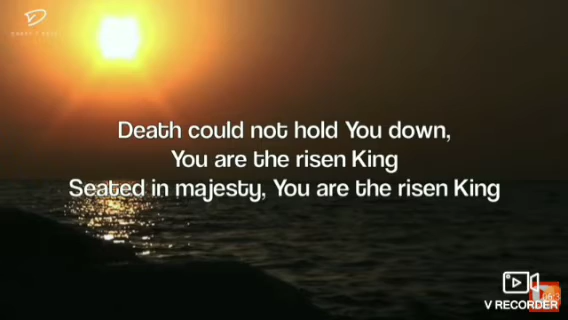 Death could not hold You down,
You are the risen King
Seated in majesty, You are the risen King
V RECORDER